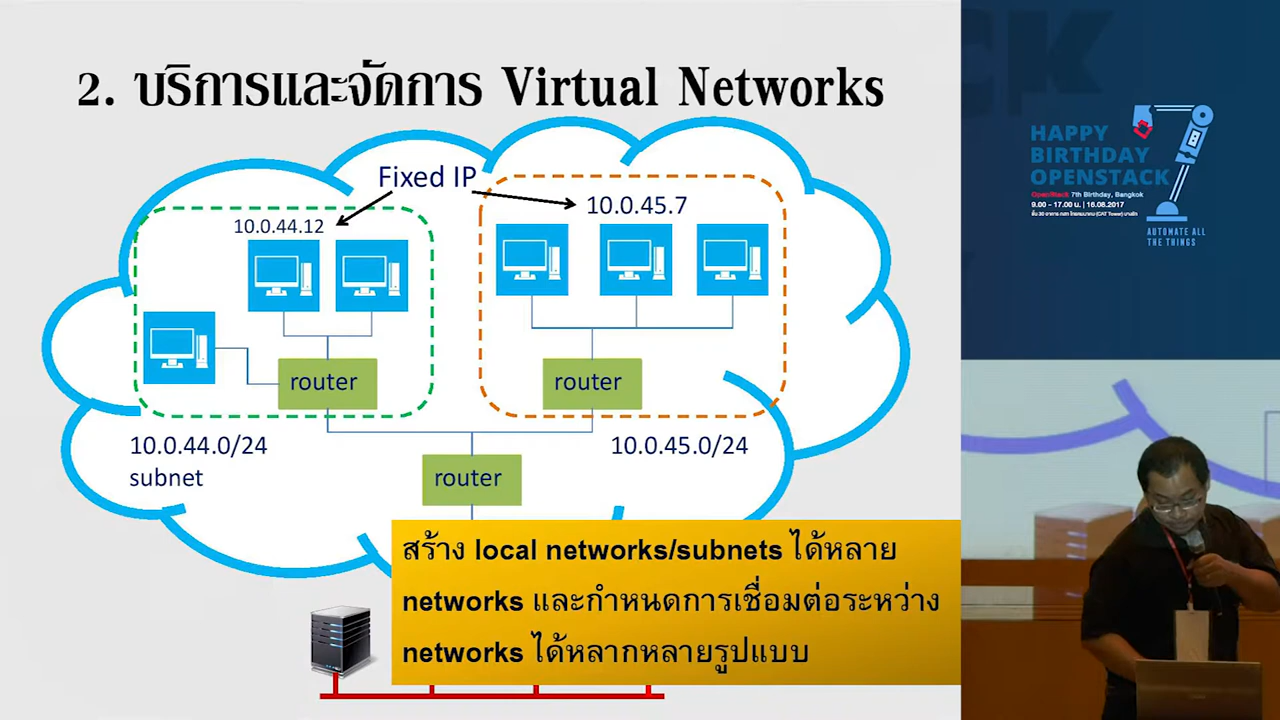 2. บริการและจัดการ Virtual Networks
Fixed IP
10.0.44.12
10.0.45.7
router
router
10.0.44.0/24
subnet
10.0.45.0/24
router
สร้าง local networks/subnets ได้หลาย
networks และกำหนดการเชื่อมต่อระหว่าง
networks ได้หลากหลายรูปแบบ
HAPPY
BIRTHDAY
OPENSTACK
OpenStack 7th Birthday, Bangkok
9.00 - 17.00 น. | 16.08.2017
ชั้น 30 อาคาร กสท โทรคมนาคม (CAT Tower) บางรัก
AUTOMATE ALL
THE THINGS